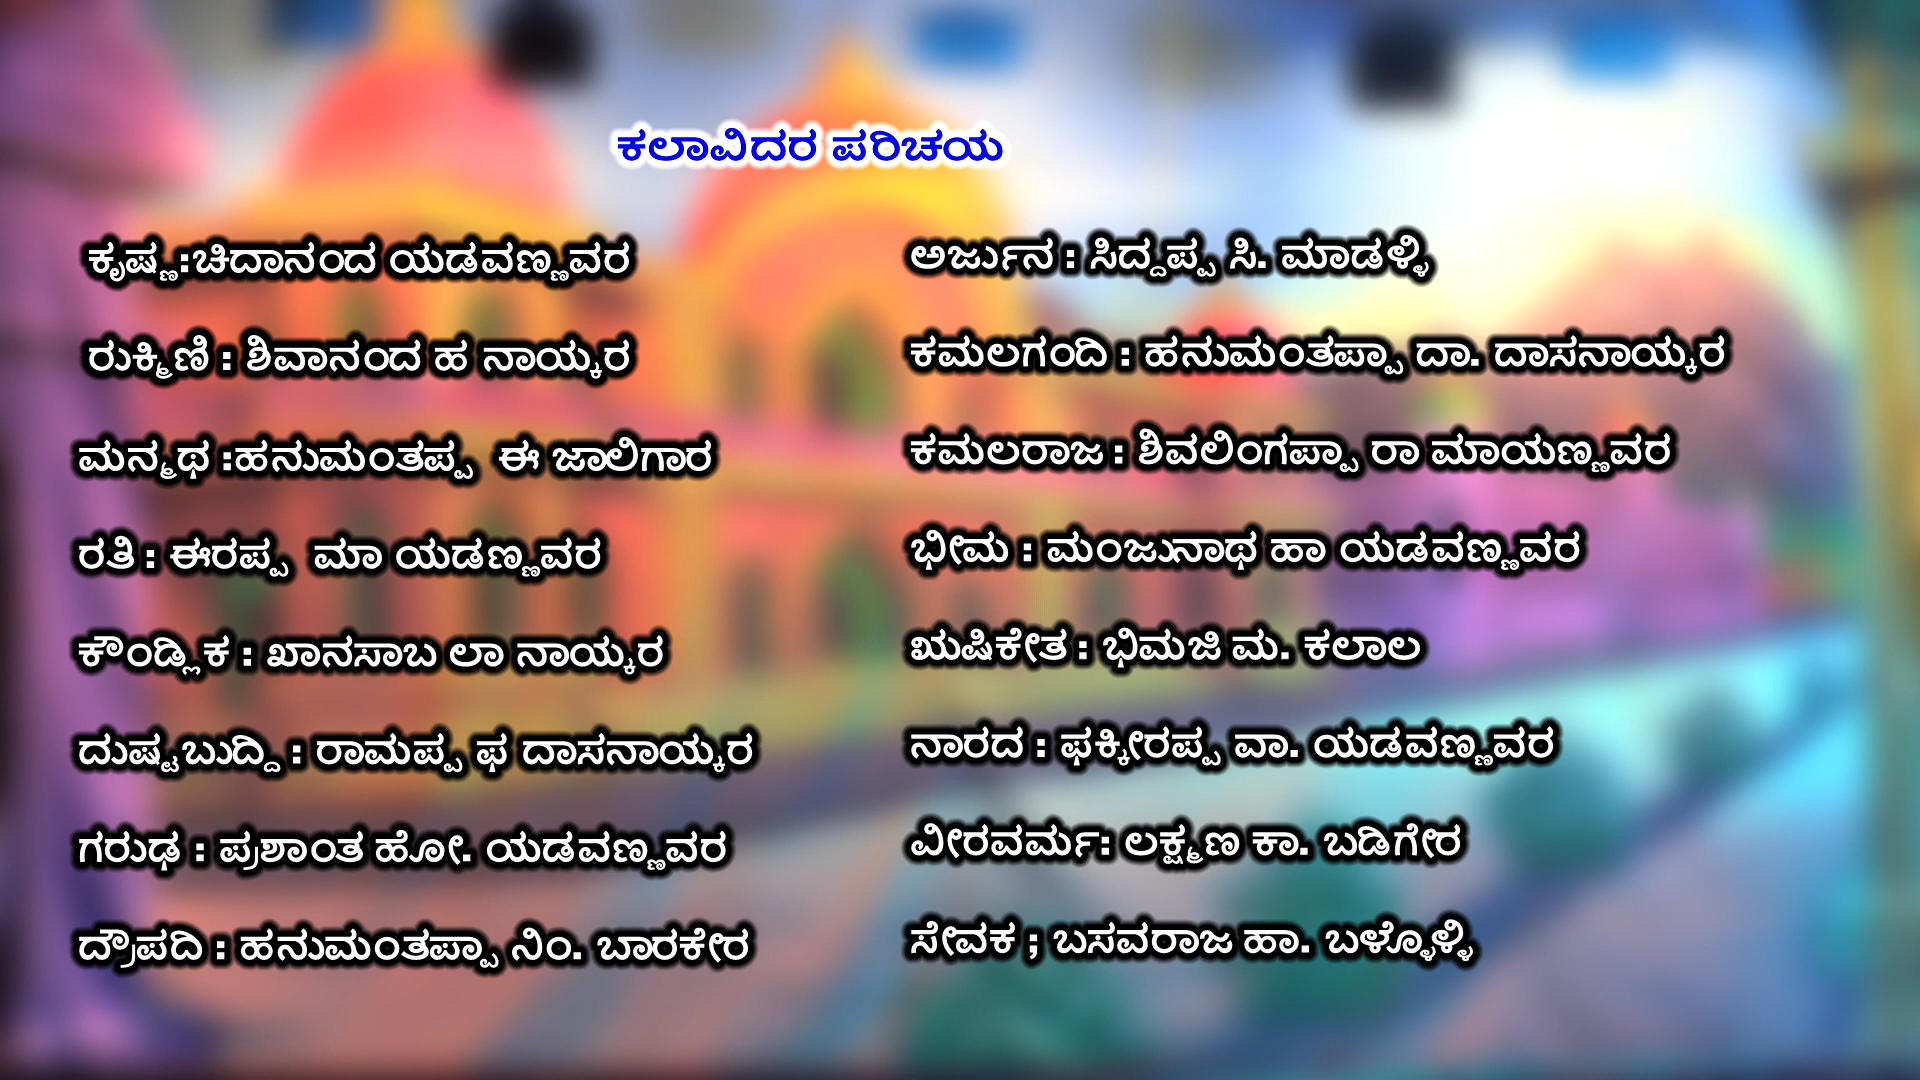 ಕಲಾವಿದರ ಪರಿಚಯ
ಕೃಷ್ಣ:ಚಿದಾನಂದ ಯಡವಣ್ಣವರ
ರುಕ್ಮಿಣಿ : ಶಿವಾನಂದ ಹ ನಾಯ್ಕರ
ಮನ್ಮಥ :ಹನುಮಂತಪ್ಪ ಈ ಜಾಲಿಗಾರ
ರತಿ : ಈರಪ್ಪ ಮಾ ಯಡಣ್ಣವರ
ಕೌಂಡ್ಲಿಕ : ಖಾನಸಾಬ ಲಾ ನಾಯ್ಕರ
ದುಷ್ಟಬುದ್ದಿ : ರಾಮಪ್ಪ ಫ ದಾಸನಾಯ್ಕರ
ಗರುಢ : ಪ್ರಶಾಂತ ಹೋ. ಯಡವಣ್ಣವರ
ದ್ರೌಪದಿ : ಹನುಮಂತಪ್ಪಾ ನಿಂ. ಬಾರಕೇರ
ಅರ್ಜುನ : ಸಿದ್ದಪ್ಪ ಸಿ. ಮಾಡಳ್ಳಿ
ಕಮಲಗಂದಿ : ಹನುಮಂತಪ್ಪಾ ದಾ. ದಾಸನಾಯ್ಕರ
ಕಮಲರಾಜ : ಶಿವಲಿಂಗಪ್ಪಾ ರಾ ಮಾಯಣ್ಣವರ
ಭೀಮ : ಮಂಜುನಾಥ ಹಾ ಯಡವಣ್ಣವರ
ಋಷಿಕೇತ : ಭಿಮಜಿ ಮ. ಕಲಾಲ
ನಾರದ : ಫಕ್ಕೀರಪ್ಪ ವಾ. ಯಡವಣ್ಣವರ
ವೀರವರ್ಮ: ಲಕ್ಷ್ಮಣ ಕಾ. ಬಡಿಗೇರ
ಸೇವಕ ; ಬಸವರಾಜ ಹಾ. ಬಳ್ಳೊಳ್ಳಿ